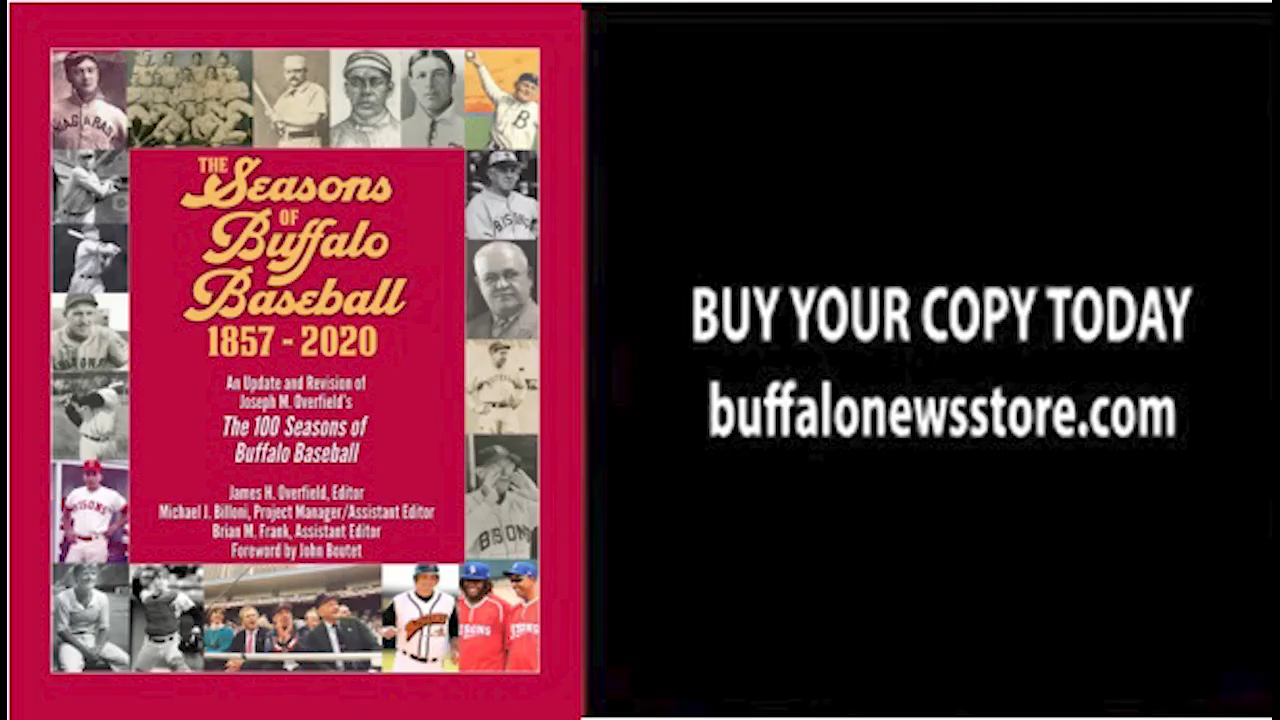 THE
Seasons
OF
Buffalo
Baseball
1857 - 2020
An Update and Revision of
Joseph M. Overfield's
The 100 Seasons of
Buffalo Baseball
James H. Overfield, Editor
Michael J. Billoni, Project Manager/Assistant Editor
Brian M. Frank, Assistant Editor
Foreword by John Boutet
BUY YOUR COPY TODAY
buffalonewsstore.com